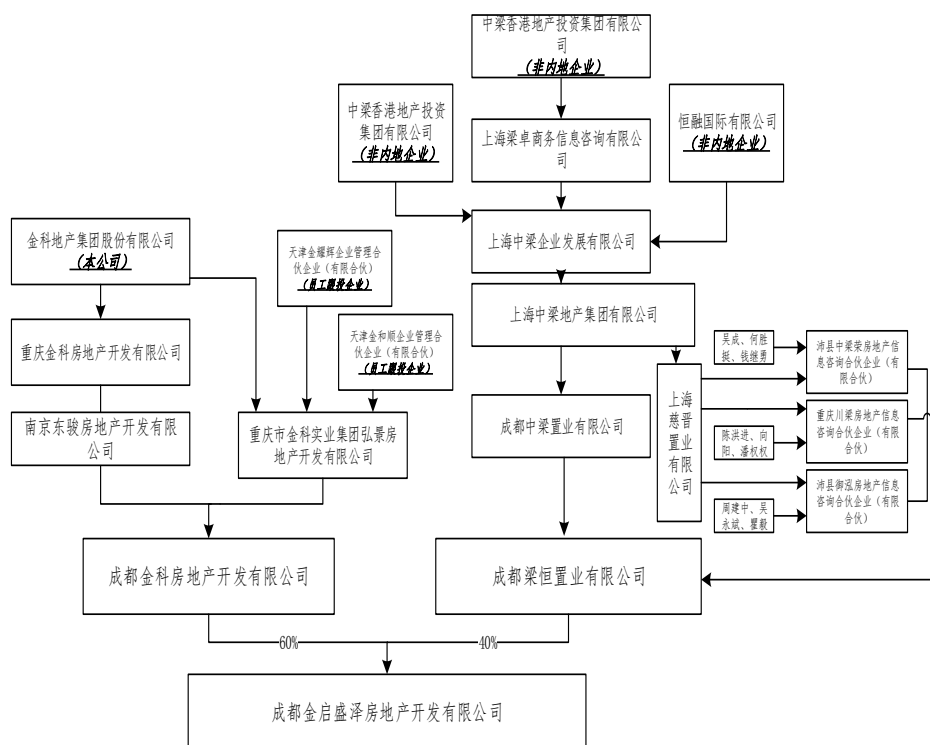 中梁香港地产投资集团有限公
司
（非内地企业）
中梁香港地产投资
集团有限公司
（非内地企业）
上海梁卓商务信息咨询有限公
司
恒融国际有限公司
（非内地企业）
金科地产集团股份有限公司
（本公司）
天津金耀辉企业管理合
伙企业（有限合伙）
（员工跟投企业）
上海中梁企业发展有限公司
上海中梁地产集团有限公司
重庆金科房地产开发有限公司
天津金和顺企业管理合
伙企业（有限合伙）
（员工跟投企业）
吴成、何胜
挺、钱继勇
沛县中梁荣房地产信
息咨询合伙企业（有
限合伙）
南京东骏房地产开发有限公
司
重庆市金科实业集团弘景房
地产开发有限公司
成都中梁置业有限公司
上海
慈晋
置业
有限
公司
陈洪进、向
阳、潘权权
重庆川梁房地产信息
咨询合伙企业（有限
合伙）
周建中、吴
永斌、瞿毅
沛县御泓房地产信息
咨询合伙企业（有限
合伙）
成都金科房地产开发有限公司
成都梁恒置业有限公司
60%
40%
成都金启盛泽房地产开发有限公司